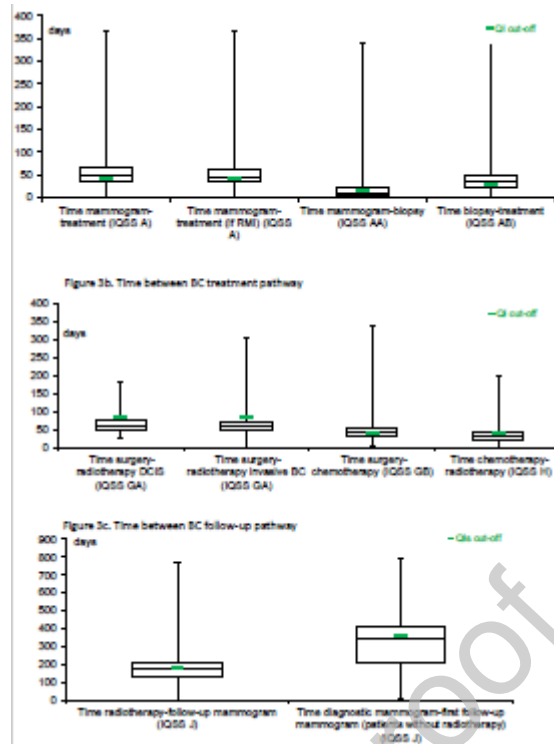 400
350
300
250
200
150
100
50
0
days
QI cut-off
Time mammogram-
treatment (IQSS A)
Time mammogram-
treatment (if RMI) (IQSS
A)
Time mammogram-biopsy
(IQSS AA)
Time biopsy-treatment
(IQSS AB)
Figure 3b. Time between BC treatment pathway
400
350
300
250
200
150
100
50
0
days
QI cut-off
Time surgery-
radiotherapy DCIS
(IQSS GA)
Time surgery-
radiotherapy invasive BC
(IQSS GA)
Time surgery-
chemotherapy (IQSS GB)
Time chemotherapy-
radiotherapy (IQSS H)
Figure 3c. Time between BC follow-up pathway
900
800
700
600
500
400
300
200
100
0
days
QIs cut-off
Time radiotherapy-follow-up mammogram
(IQSS J)
Time diagnostic mammogram-first follow-up
mammogram (patients without radiotherapy)
(IQSS J)
roof